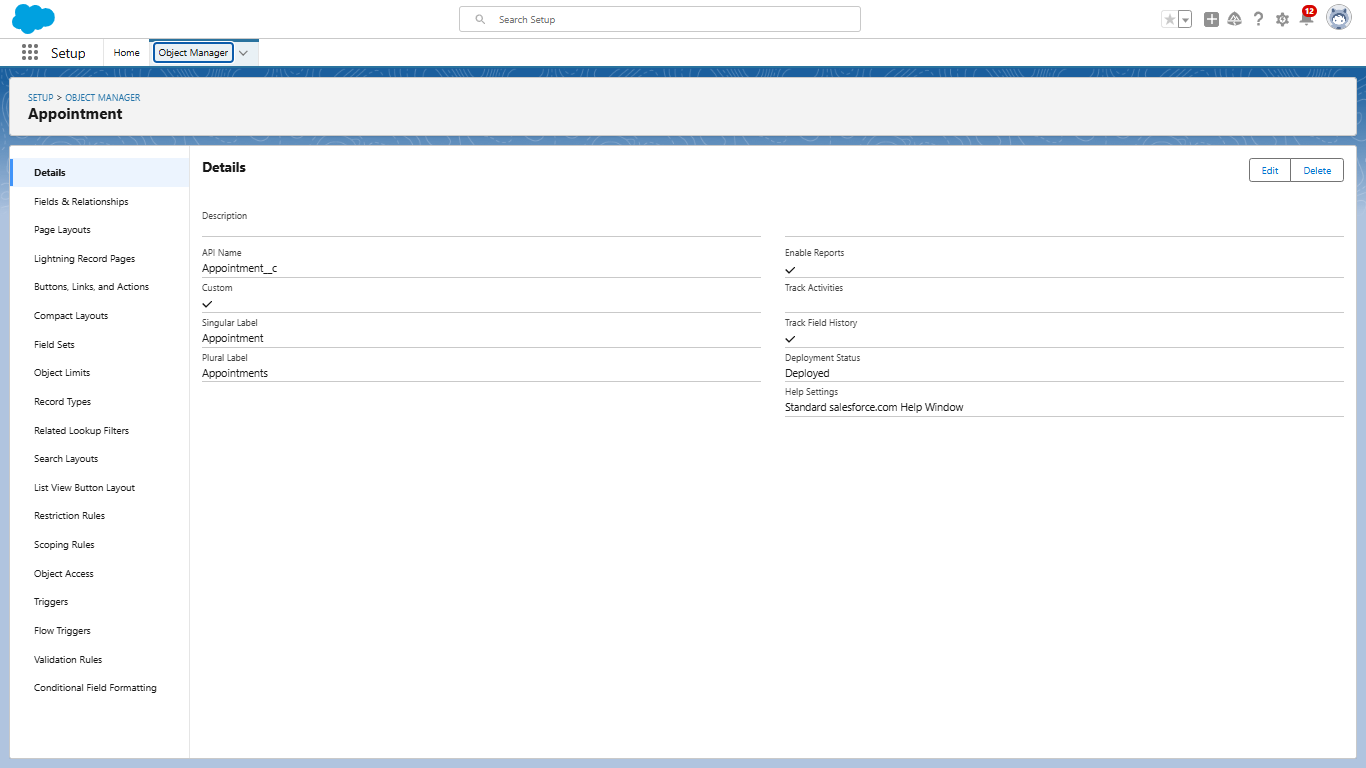 Search Setup
12
Setup
Home
Object Manager
SETUP > OBJECT MANAGER
Appointment
Details
Fields & Relationships
Page Layouts
Lightning Record Pages
Buttons, Links, and Actions
Compact Layouts
Field Sets
Object Limits
Record Types
Related Lookup Filters
Search Layouts
List View Button Layout
Restriction Rules
Scoping Rules
Object Access
Triggers
Flow Triggers
Validation Rules
Conditional Field Formatting
Details
Edit
Delete
Description
API Name
Appointment__c
Custom
Singular Label
Appointment
Plural Label
Appointments
Enable Reports
Track Activities
Track Field History
Deployment Status
Deployed
Help Settings
Standard salesforce.com Help Window